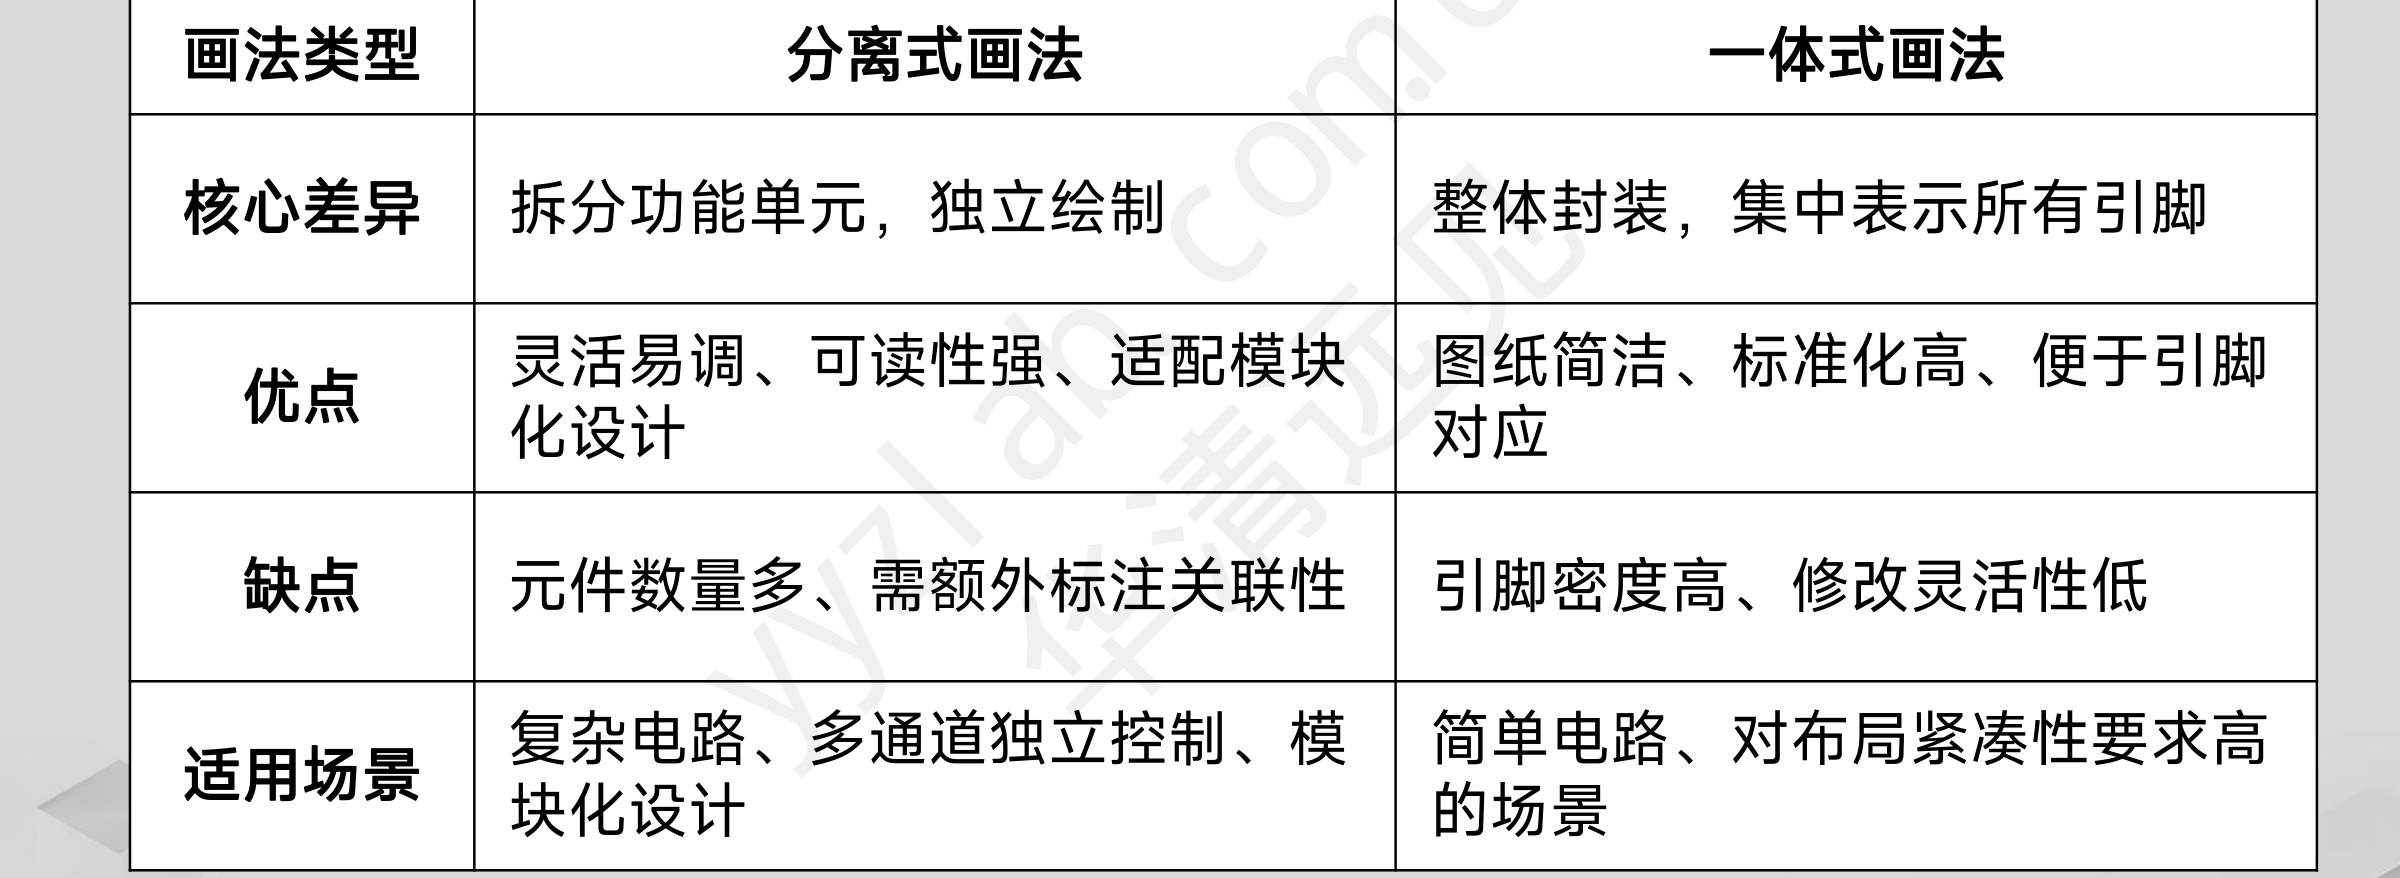 画法类型 分离式画法 一体式画法
核心差异 拆分功能单元，独立绘制 整体封装，集中表示所有引脚
优点 灵活易调、可读性强、适配模块
化设计
图纸简洁、标准化高、便于引脚
对应
缺点 元件数量多、需额外标注关联性 引脚密度高、修改灵活性低
适用场景 复杂电路、多通道独立控制、模
块化设计
简单电路、对布局紧凑性要求高
的场景
yyzlab.com.c
华清远见